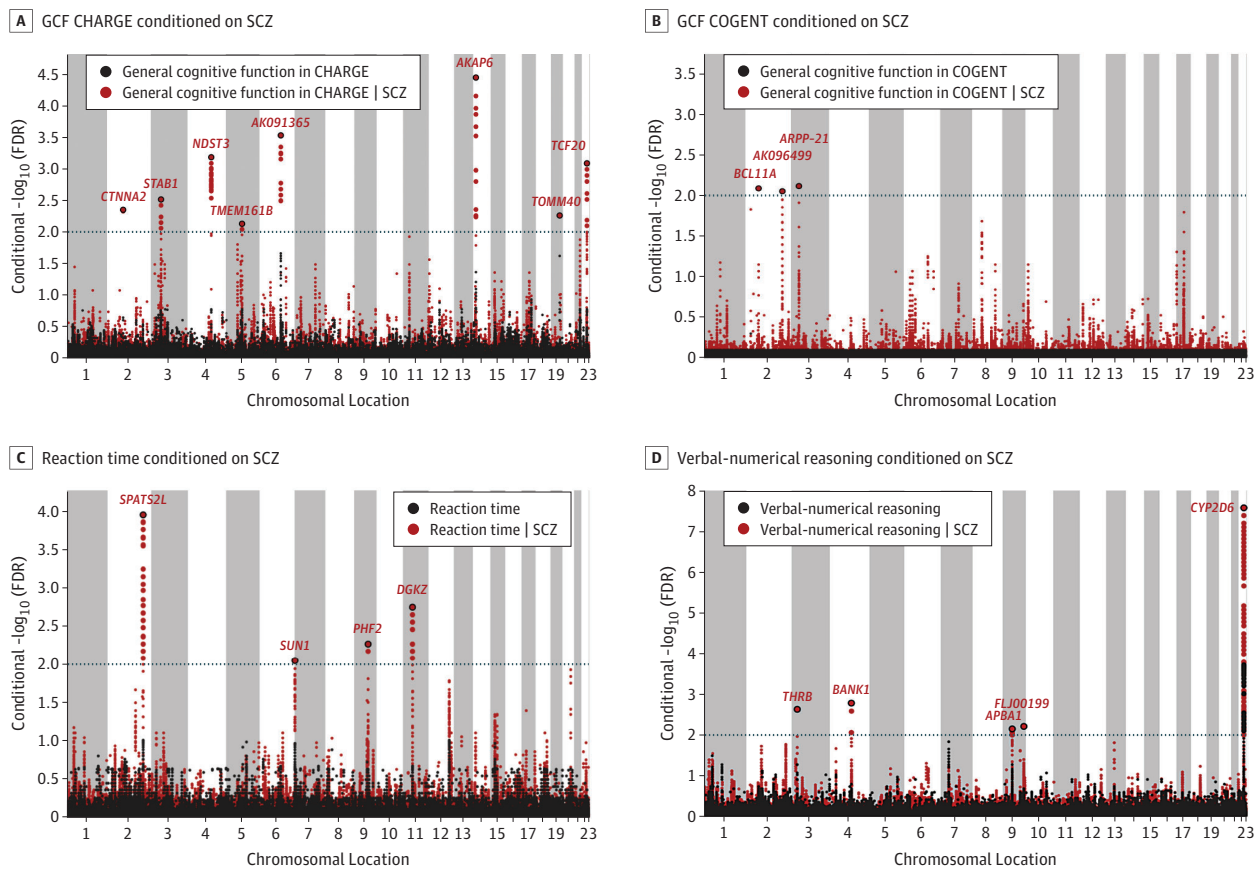 A GCF CHARGE conditioned on SCZ
General cognitive function in CHARGE
General cognitive function in CHARGE | SCZ
Conditional -log10 (FDR)
4.5
4.0
3.5
3.0
2.5
2.0
1.5
1.0
0.5
0
CTNNA2
STAB1
NDST3
TMEM161B
AK091365
AKAP6
TOMM40
TCF20
1 2 3 4 5 6 7 8 9 10 11 12 13 15 17 19 23
Chromosomal Location
B GCF COGENT conditioned on SCZ
General cognitive function in COGENT
General cognitive function in COGENT | SCZ
Conditional -log10 (FDR)
3.5
3.0
2.5
2.0
1.5
1.0
0.5
0
ARPP-21
AK096499
BCL11A
1 2 3 4 5 6 7 8 9 10 11 12 13 15 17 19 23
Chromosomal Location
C Reaction time conditioned on SCZ
Reaction time
Reaction time | SCZ
Conditional -log10 (FDR)
4.0
3.5
3.0
2.5
2.0
1.5
1.0
0.5
0
SPATS2L
SUN1
PHF2
DGKZ
1 2 3 4 5 6 7 8 9 10 11 12 13 15 17 19 23
Chromosomal Location
D Verbal-numerical reasoning conditioned on SCZ
Verbal-numerical reasoning
Verbal-numerical reasoning | SCZ
Conditional -log10 (FDR)
8
7
6
5
4
3
2
1
0
CYP2D6
THRB
BANK1
FLJ00199
APBA1
1 2 3 4 5 6 7 8 9 10 11 12 13 15 17 19 23
Chromosomal Location